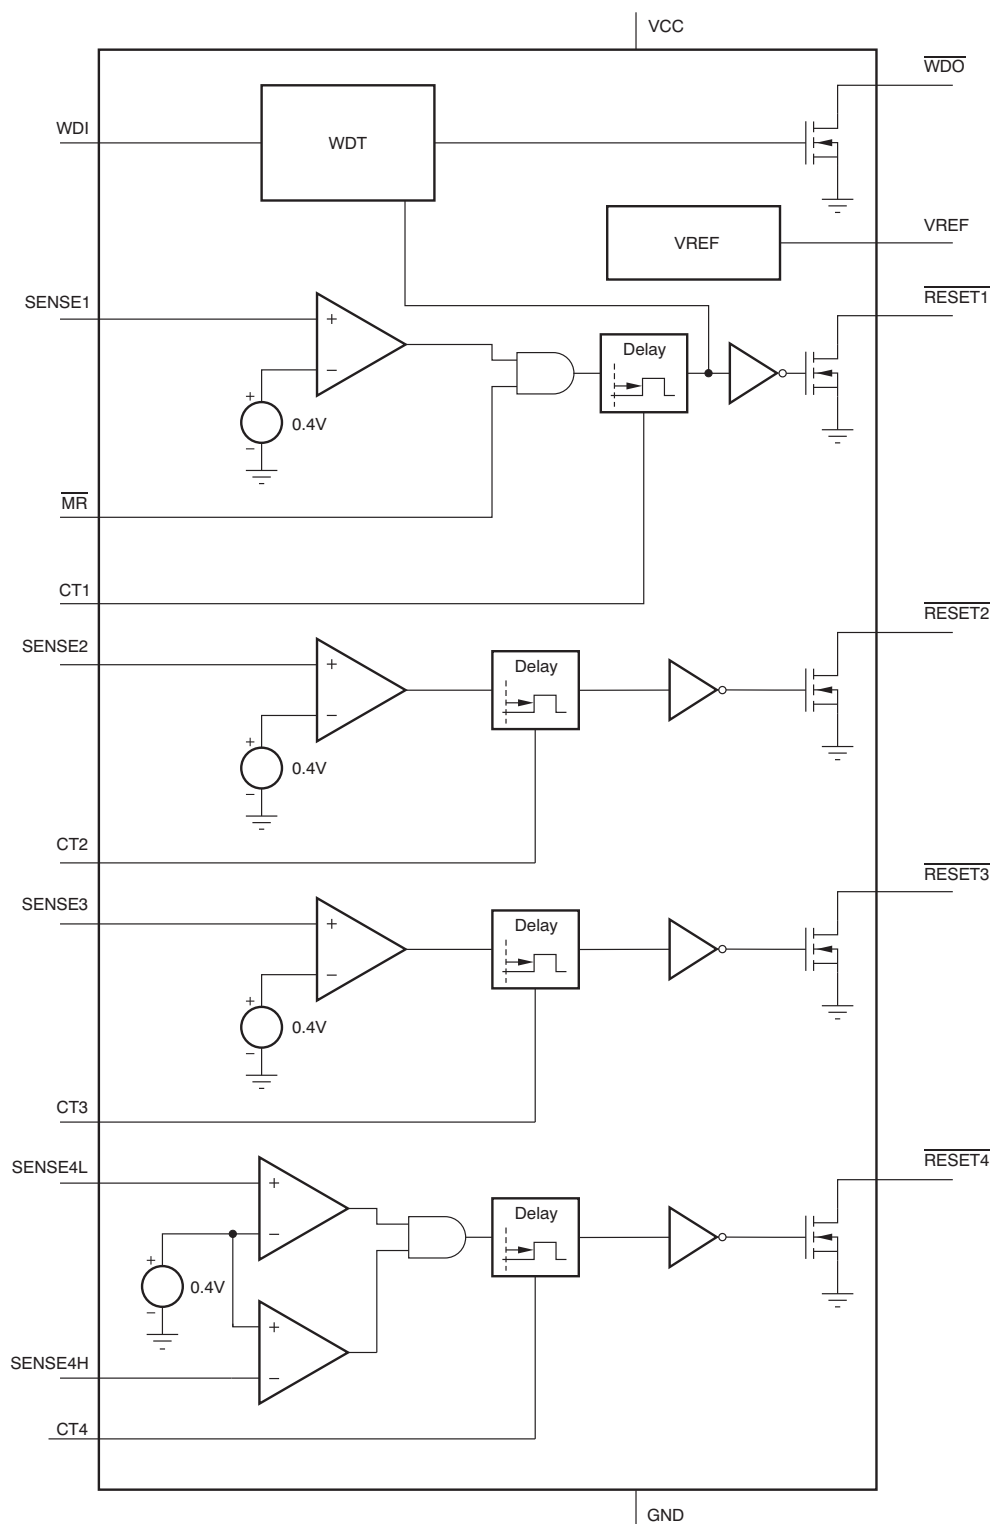 VCC
WDO
WDI
WDT
VREF
VREF
SENSE1
RESET1
+
Delay
−
+
0.4V
−
MR
CT1
SENSE2
RESET2
+
Delay
−
+
0.4V
−
CT2
SENSE3
RESET3
+
Delay
−
+
0.4V
−
CT3
SENSE4L
RESET4
+
Delay
−
+
0.4V
−
+
SENSE4H
−
CT4
GND